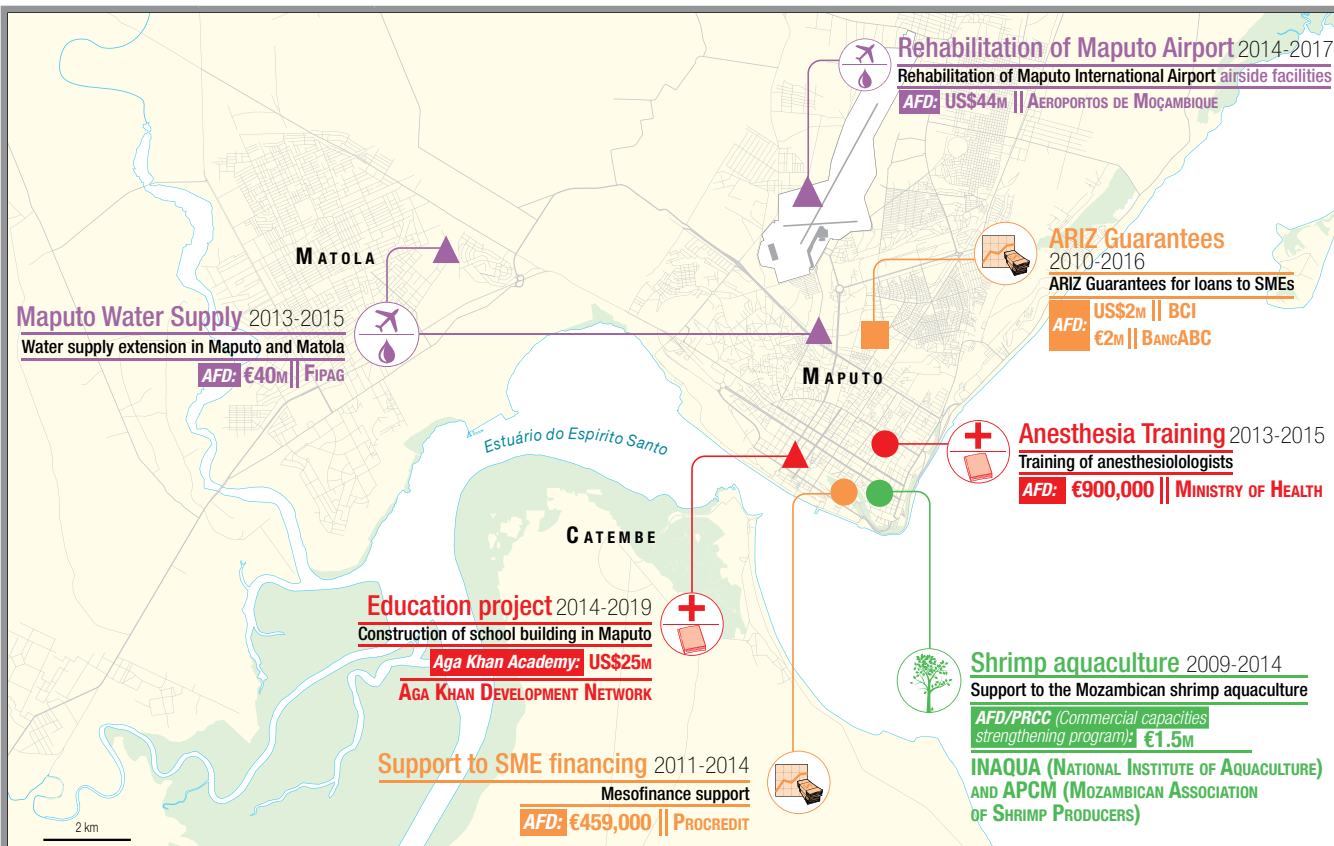 Rehabilitation of Maputo Airport 2014-2017
Rehabilitation of Maputo International Airport airside facilities
AFD: US$44M || AEROPORTOS DE MOÇAMBIQUE
MATOLA
ARIZ Guarantees
2010-2016
ARIZ Guarantees for loans to SMEs
AFD: US$2M || BCI
€2M || BANCABC
Maputo Water Supply 2013-2015
Water supply extension in Maputo and Matola
AFD: €40M || FIPAG
MAPUTO
Estuário do Espírito Santo
Anesthesia Training 2013-2015
Training of anesthesiolologists
AFD: €900,000 || MINISTRY OF HEALTH
CATEMBE
Education project 2014-2019
Construction of school building in Maputo
Aga Khan Academy: US$25M
AGA KHAN DEVELOPMENT NETWORK
Shrimp aquaculture 2009-2014
Support to the Mozambican shrimp aquaculture
AFD/PRCC (Commercial capacities
strengthening program): €1.5M
INAQUA (NATIONAL INSTITUTE OF AQUACULTURE)
AND APCM (MOZAMBICAN ASSOCIATION
OF SHRIMP PRODUCERS)
Support to SME financing 2011-2014
Mesofinance support
AFD: €459,000 || PROCREDIT
2 km